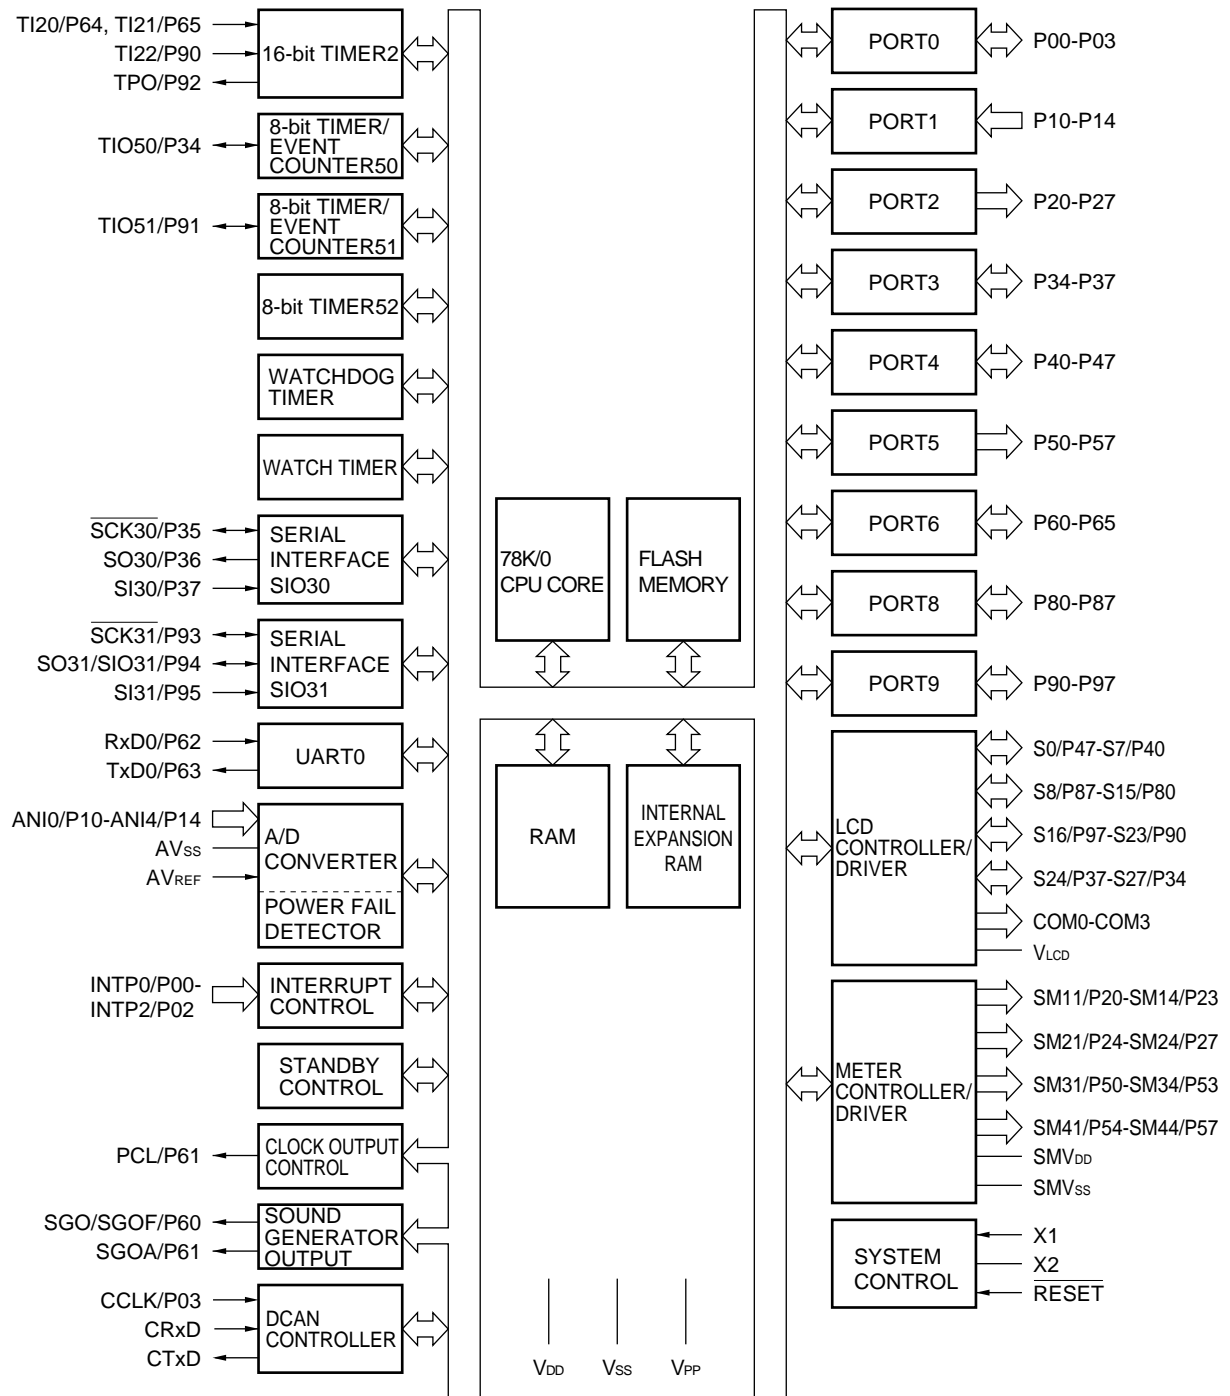 TI20/P64, TI21/P65
TI22/P90
TPO/P92
16-bit TIMER2
TIO50/P34
8-bit TIMER/
EVENT
COUNTER50
TIO51/P91
8-bit TIMER/
EVENT
COUNTER51
8-bit TIMER52
WATCHDOG
TIMER
WATCH TIMER
SCK30/P35
SO30/P36
SI30/P37
SERIAL
INTERFACE
SIO30
SCK31/P93
SO31/SIO31/P94
SI31/P95
SERIAL
INTERFACE
SIO31
RxD0/P62
TxD0/P63
UART0
ANI0/P10-ANI4/P14
AVSS
AVREF
A/D
CONVERTER
POWER FAIL
DETECTOR
INTP0/P00-
INTP2/P02
INTERRUPT
CONTROL
STANDBY
CONTROL
PCL/P61
CLOCK OUTPUT
CONTROL
SGO/SGOF/P60
SGOA/P61
SOUND
GENERATOR
OUTPUT
CCLK/P03
CRxD
CTxD
DCAN
CONTROLLER
78K/0
CPU CORE
FLASH
MEMORY
RAM
INTERNAL
EXPANSION
RAM
VDD
VSS
VPP
PORT0
P00-P03
PORT1
P10-P14
PORT2
P20-P27
PORT3
P34-P37
PORT4
P40-P47
PORT5
P50-P57
PORT6
P60-P65
PORT8
P80-P87
PORT9
P90-P97
LCD
CONTROLLER/
DRIVER
S0/P47-S7/P40
S8/P87-S15/P80
S16/P97-S23/P90
S24/P37-S27/P34
COM0-COM3
VLCD
METER
CONTROLLER/
DRIVER
SM11/P20-SM14/P23
SM21/P24-SM24/P27
SM31/P50-SM34/P53
SM41/P54-SM44/P57
SMVDD
SMVSS
SYSTEM
CONTROL
X1
X2
RESET